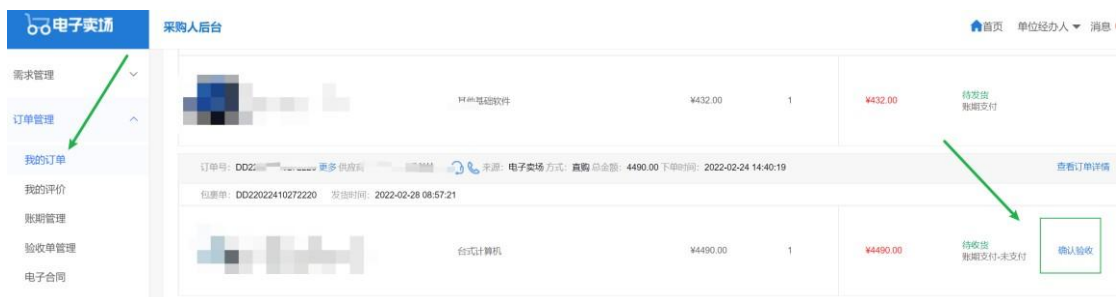 电子卖场
采购人后台
首页 单位经办人 消息
需求管理
订单管理
我的订单
我的评价
账期管理
验收单管理
电子合同
基础软件 ¥432.00 1 ¥432.00 待发货
账期支付
订单号: 更多 来源: 电子卖场 方式: 直购 总金额: 4490.00 下单时间: 2022-02-24 14:40:19 查看订单详情
包裹单: DD22022410272220 发货时间: 2022-02-28 08:57:21
台式计算机 ¥4490.00 1 ¥4490.00 待收货
账期支付-未支付 确认验收